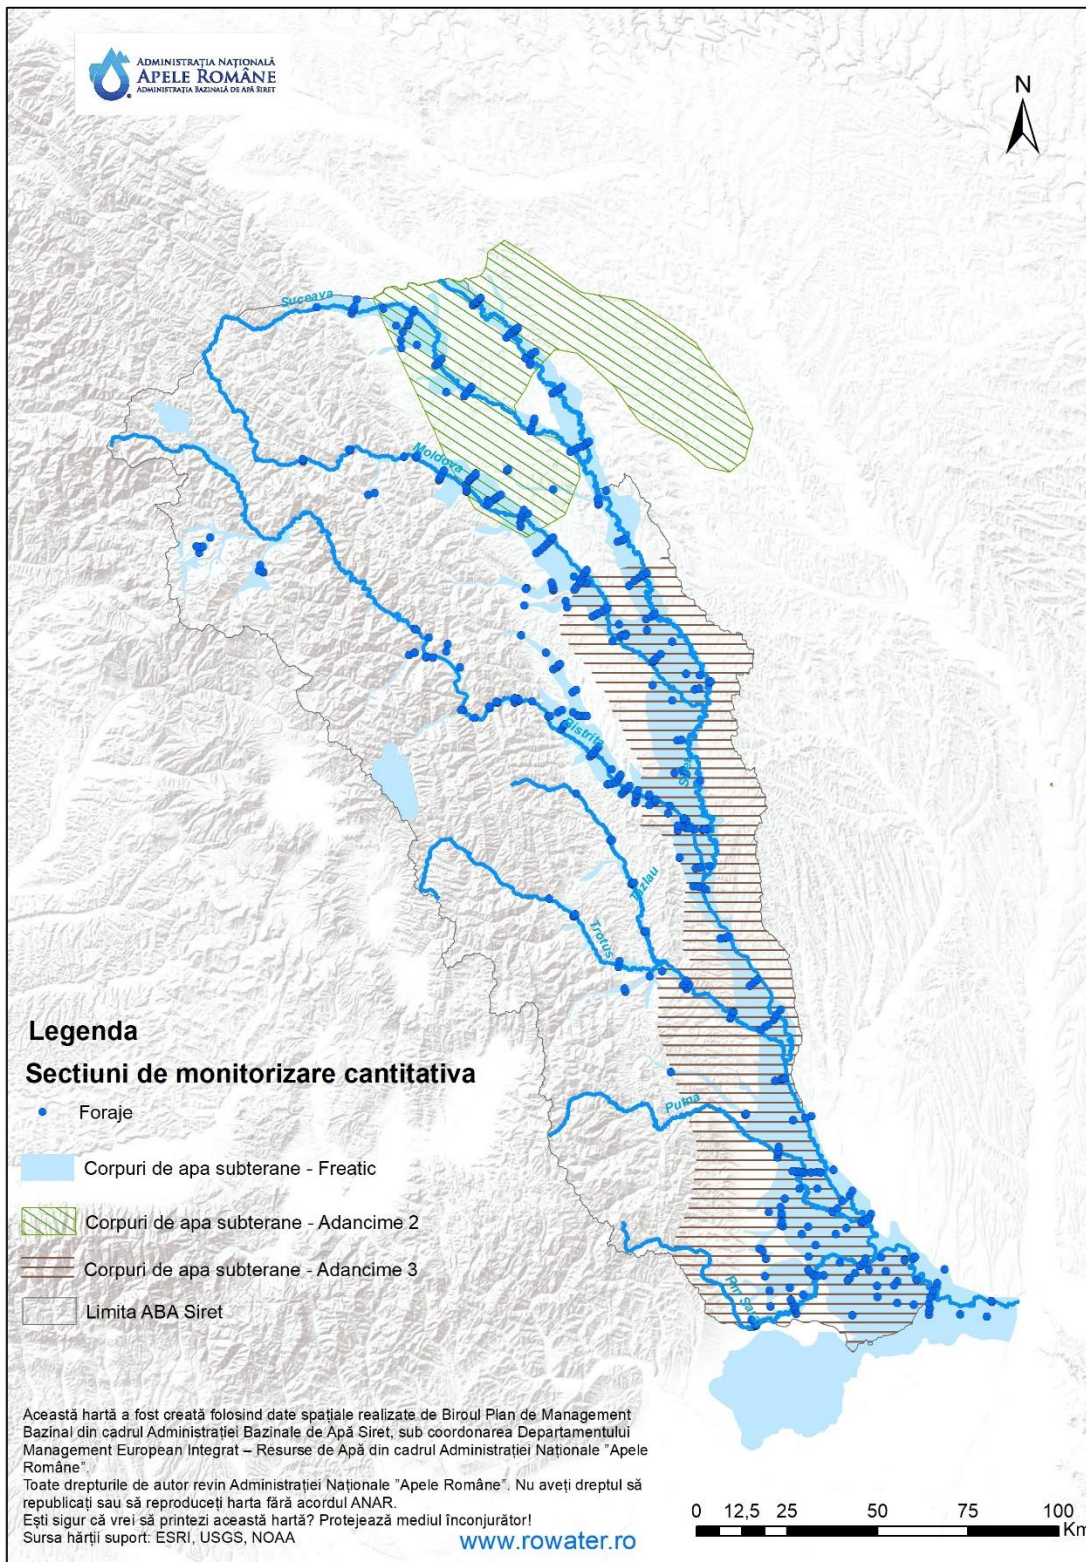 ADMINISTRAȚIA NAȚIONALĂ
APELE ROMÂNE
ADMINISTRAȚIA BAZINALĂ DE APĂ SIRET
N
Suceava
Moldova
Bistrita
Siret
Tazlau
Trotus
Putna
Rm Sarat
Legenda
Sectiuni de monitorizare cantitativa
Foraje
Corpuri de apa subterane - Freatic
Corpuri de apa subterane - Adancime 2
Corpuri de apa subterane - Adancime 3
Limita ABA Siret
Această hartă a fost creată folosind date spațiale realizate de Biroul Plan de Management
Bazinal din cadrul Administrației Bazinale de Apă Siret, sub coordonarea Departamentului
Management European Integrat – Resurse de Apă din cadrul Administrației Naționale "Apele
Române".
Toate drepturile de autor revin Administrației Naționale "Apele Române". Nu aveți dreptul să
republicați sau să reproduceți harta fără acordul ANAR.
Ești sigur că vrei să printezi această hartă? Protejează mediul înconjurător!
Sursa hărții suport: ESRI, USGS, NOAA
www.rowater.ro
0 12,5 25 50 75 100
Km